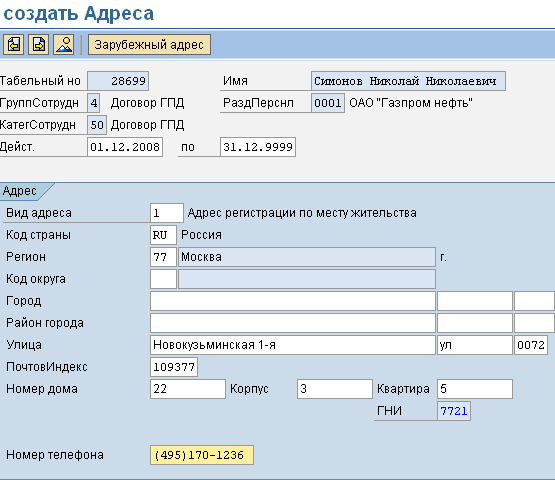 создать Адреса
Зарубежный адрес
Табельный но 28699 Имя Симонов Николай Николаевич
ГруппСотрудн 4 Договор ГПД РаздПерснл 0001 ОАО "Газпром нефть"
КатегСотрудн 50 Договор ГПД
Дейст. 01.12.2008 по 31.12.9999
Адрес
Вид адреса 1 Адрес регистрации по месту жительства
Код страны RU Россия
Регион 77 Москва г.
Код округа
Город
Район города
Улица Новокузьминская 1-я ул 0072
ПочтовИндекс 109377
Номер дома 22 Корпус 3 Квартира 5
ГНИ 7721
Номер телефона (495)170-1236